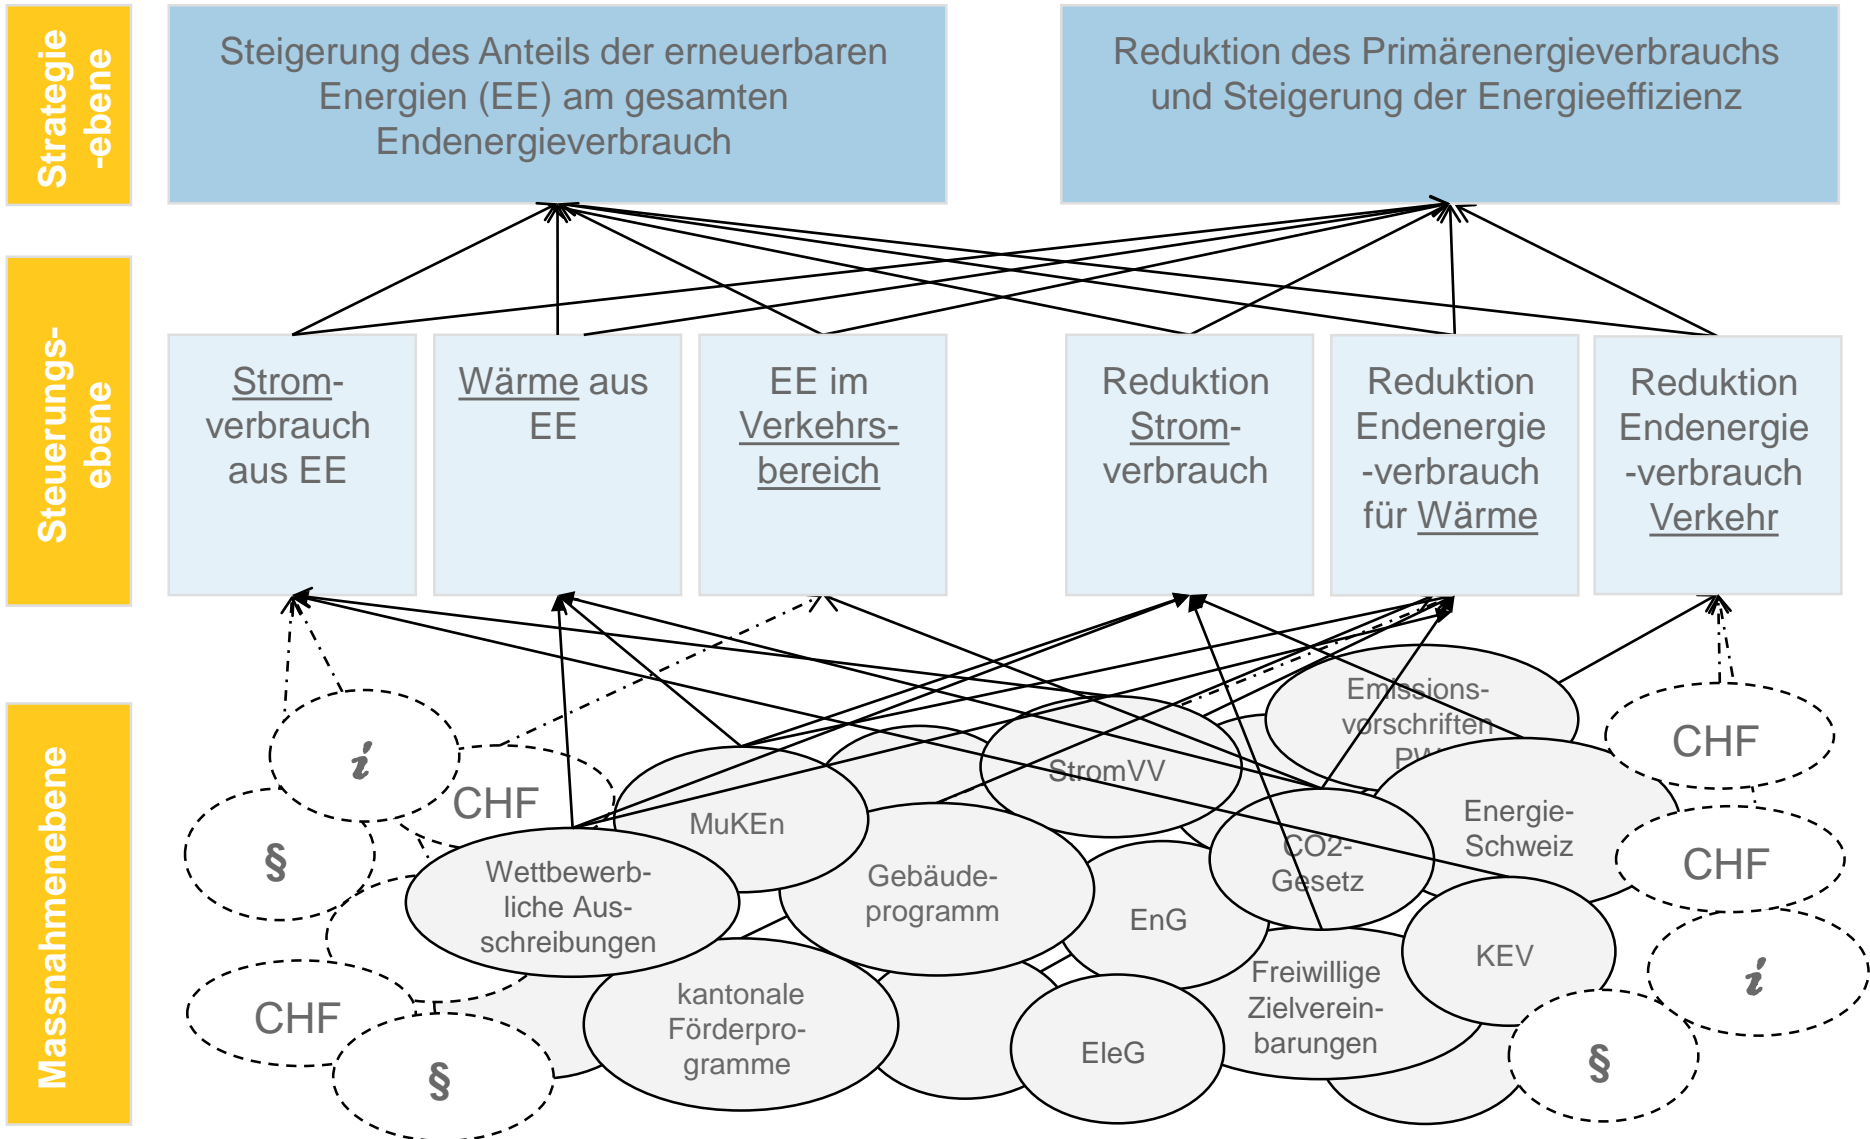 Strategie
-ebene
Steigerung des Anteils der erneuerbaren
Energien (EE) am gesamten
Endenergieverbrauch
Reduktion des Primärenergieverbrauchs
und Steigerung der Energieeffizienz
Steuerungs-
ebene
Strom-
verbrauch
aus EE
Wärme aus
EE
EE im
Verkehrs-
bereich
Reduktion
Strom-
verbrauch
Reduktion
Endenergie
-verbrauch
für Wärme
Reduktion
Endenergie
-verbrauch
Verkehr
Massnahmenebene
i
§
CHF
CHF
§
Wettbewerb-
liche Aus-
schreibungen
MuKEn
kantonale
Förderpro-
gramme
Gebäude-
programm
StromVV
EnG
EleG
CO2-
Gesetz
Freiwillige
Zielverein-
barungen
Emissions-
vorschriften
Energie-
Schweiz
KEV
CHF
CHF
i
§